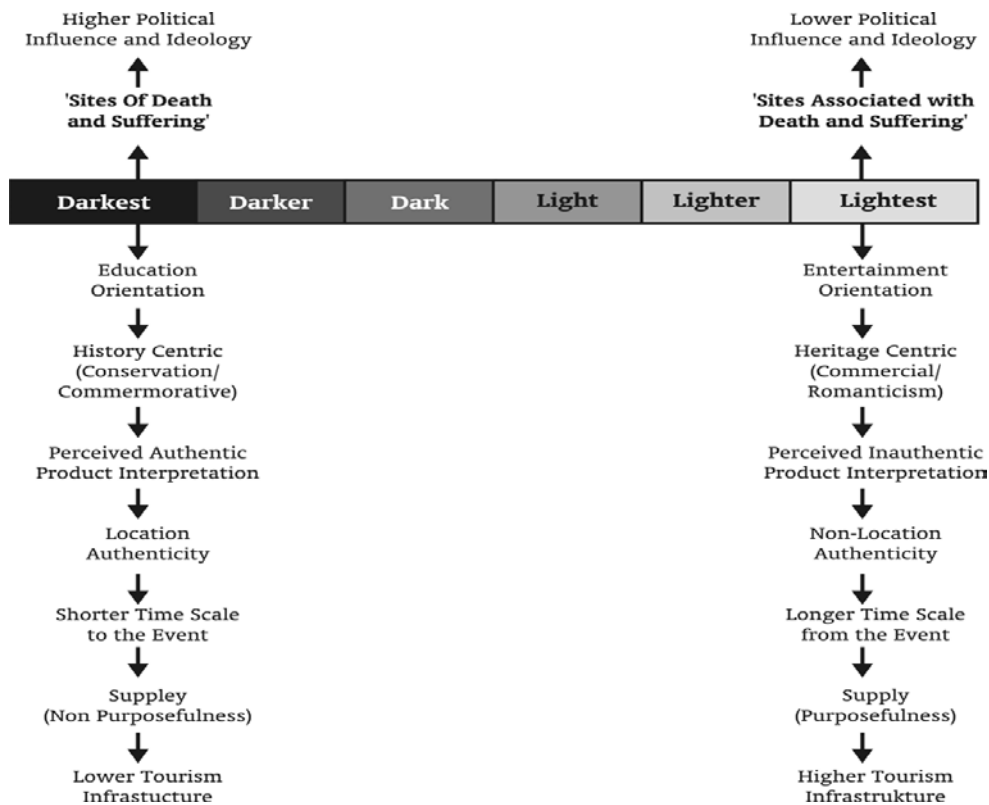 Higher Political
Influence and Ideology
Lower Political
Influence and Ideology
'Sites Of Death
and Suffering'
'Sites Associated with
Death and Suffering'
Darkest Darker Dark Light Lighter Lightest
Education
Orientation
Entertainment
Orientation
History Centric
(Conservation/
Commermorative)
Heritage Centric
(Commercial/
Romanticism)
Perceived Authentic
Product Interpretation
Perceived Inauthentic
Product Interpretation
Location
Authenticity
Non-Location
Authenticity
Shorter Time Scale
to the Event
Longer Time Scale
from the Event
Suppley
(Non Purposefulness)
Supply
(Purposefulness)
Lower Tourism
Infrastucture
Higher Tourism
Infrastrukture